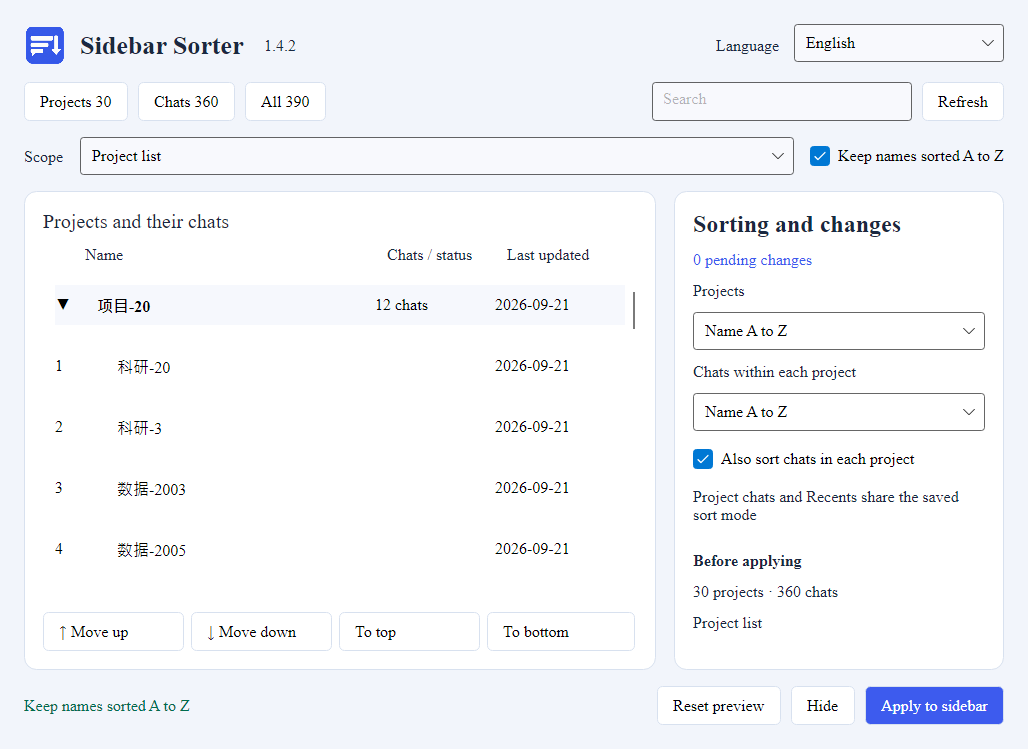 Sidebar Sorter 1.4.2
Language English
Projects 30 Chats 360 All 390
Search Refresh
Scope Project list
Keep names sorted A to Z
Projects and their chats
Name Chats / status Last updated
▼ 项目-20 12 chats 2026-09-21
1 科研-20 2026-09-21
2 科研-3 2026-09-21
3 数据-2003 2026-09-21
4 数据-2005 2026-09-21
↑ Move up ↓ Move down To top To bottom
Sorting and changes
0 pending changes
Projects
Name A to Z
Chats within each project
Name A to Z
Also sort chats in each project
Project chats and Recents share the saved
sort mode
Before applying
30 projects · 360 chats
Project list
Keep names sorted A to Z
Reset preview Hide Apply to sidebar